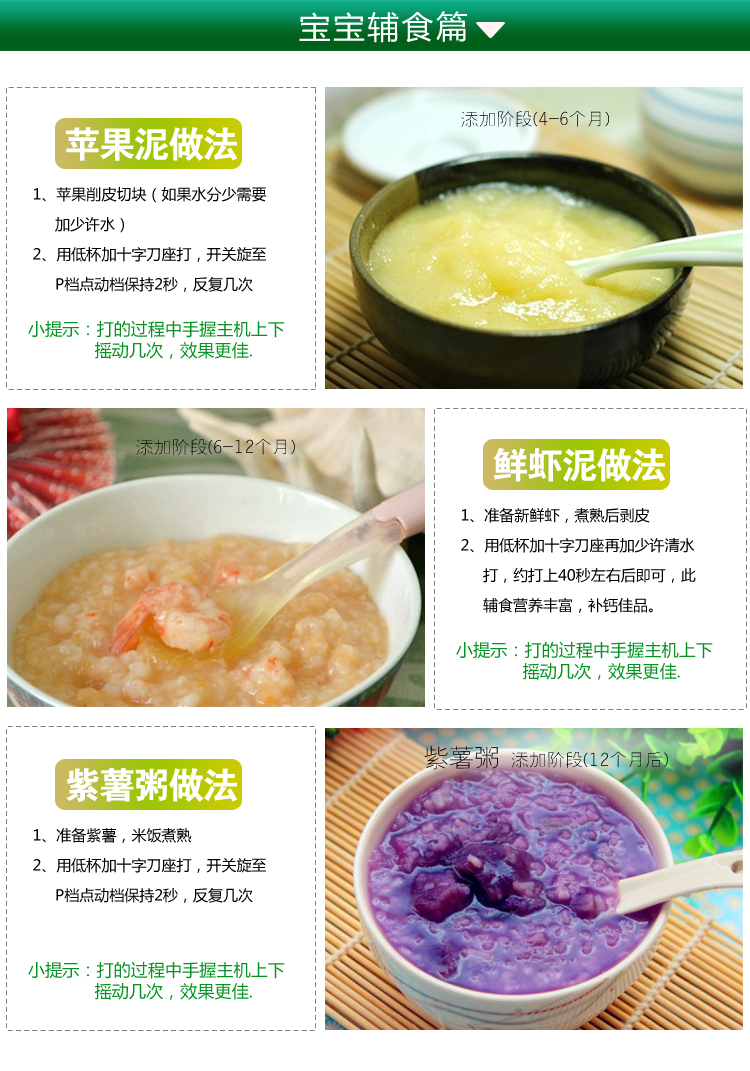 宝宝辅食篇
苹果泥做法
1、苹果削皮切块（如果水分少需要
加少许水）
2、用低杯加十字刀座打，开关旋至
P档点动档保持2秒，反复几次
小提示：打的过程中手握主机上下
摇动几次，效果更佳.
添加阶段(4-6个月)
添加阶段(6-12个月)
鲜虾泥做法
1、准备新鲜虾，煮熟后剥皮
2、用低杯加十字刀座再加少许清水
打，约打上40秒左右后即可，此
辅食营养丰富，补钙佳品。
小提示：打的过程中手握主机上下
摇动几次，效果更佳.
紫薯粥做法
1、准备紫薯，米饭煮熟
2、用低杯加十字刀座打，开关旋至
P档点动档保持2秒，反复几次
小提示：打的过程中手握主机上下
摇动几次，效果更佳.
紫薯粥 添加阶段(12个月后)